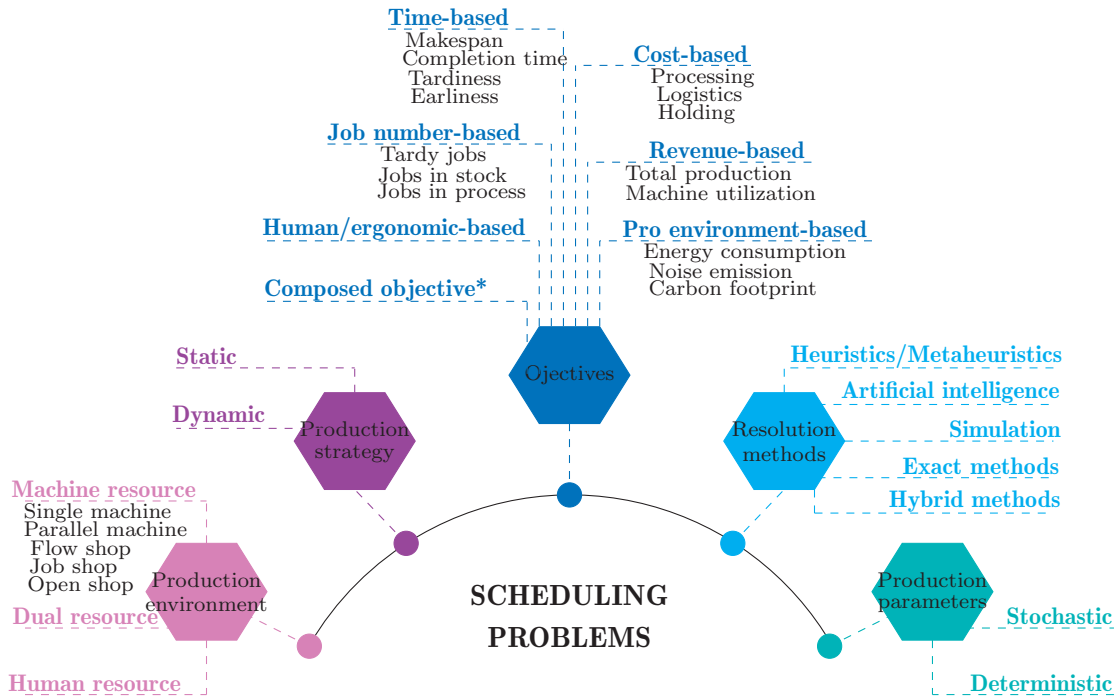 Time-based
Makespan
Completion time
Tardiness
Earliness
Cost-based
Processing
Logistics
Holding
Job number-based
Tardy jobs
Jobs in stock
Jobs in process
Revenue-based
Total production
Machine utilization
Human/ergonomic-based
Pro environment-based
Energy consumption
Noise emission
Carbon footprint
Composed objective*
Ojectives
Static
Dynamic
Production
strategy
Heuristics/Metaheuristics
Artificial intelligence
Simulation
Exact methods
Hybrid methods
Resolution
methods
Machine resource
Single machine
Parallel machine
Flow shop
Job shop
Open shop
Dual resource
Human resource
Production
environment
SCHEDULING
PROBLEMS
Production
parameters
Stochastic
Deterministic